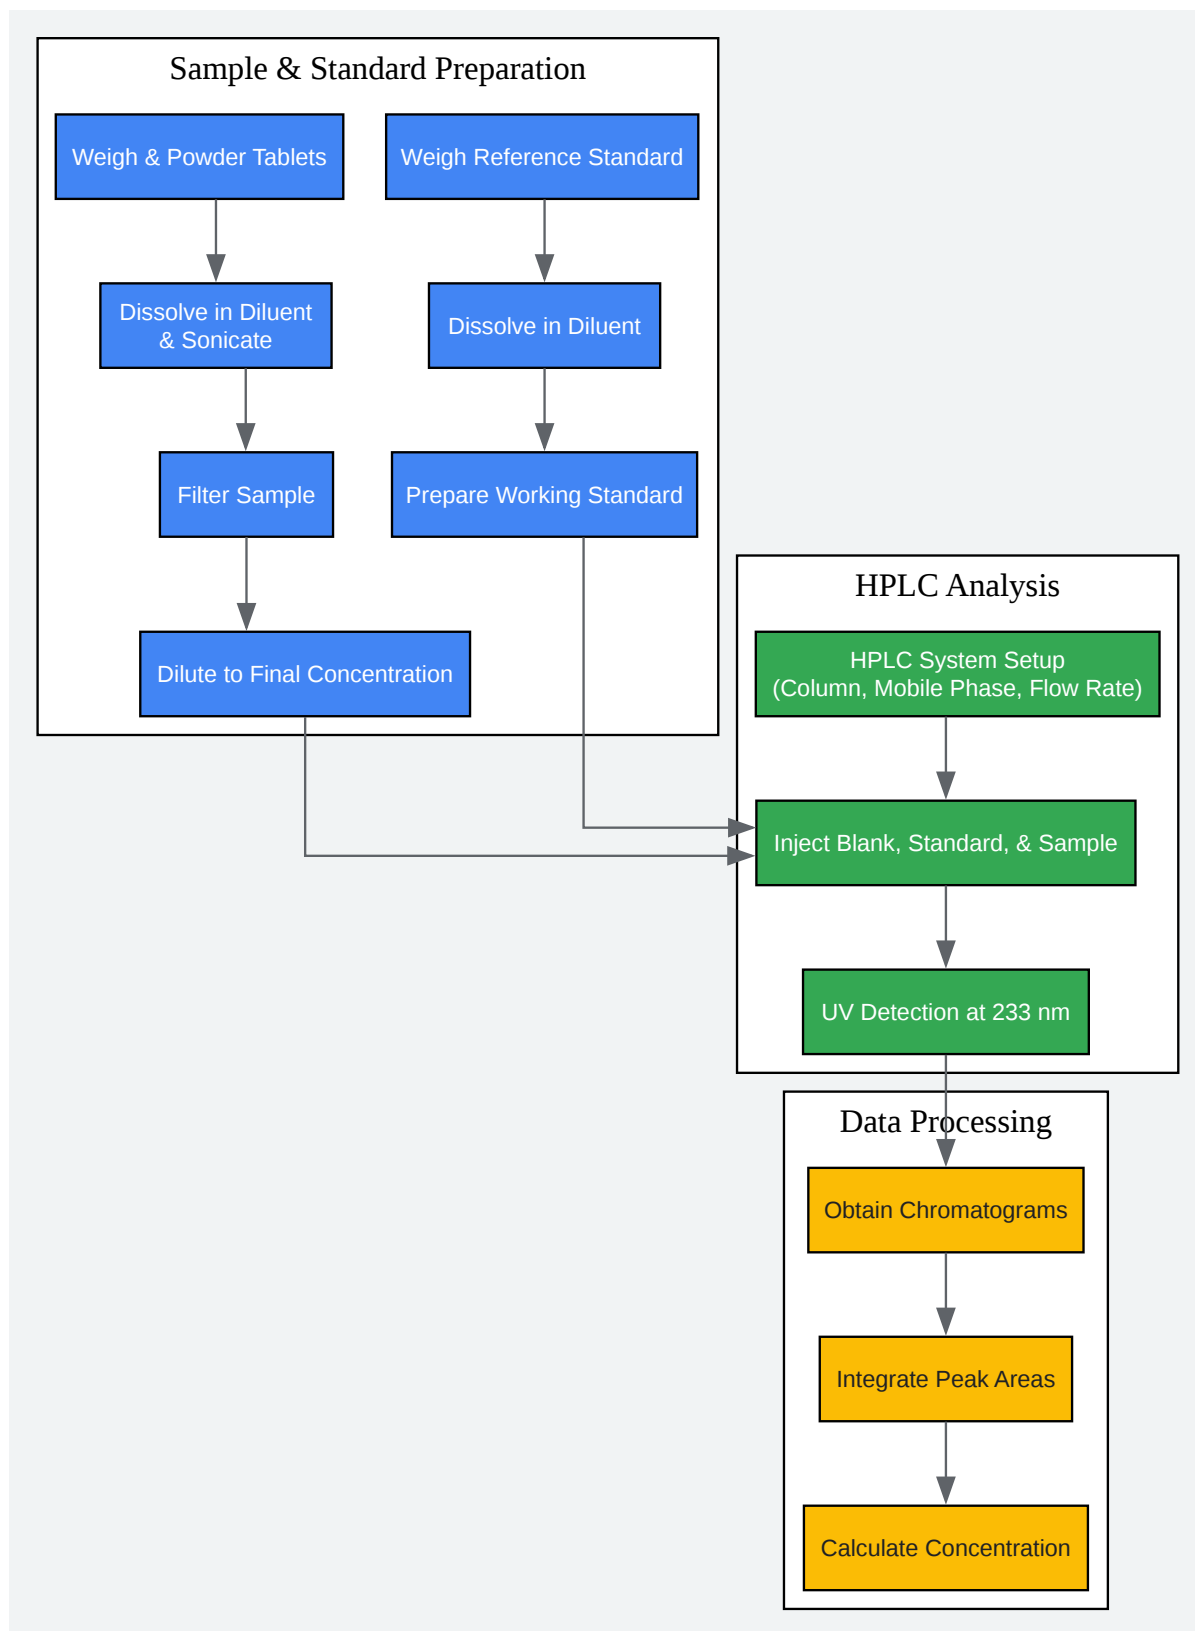 Sample & Standard Preparation
Weigh & Powder Tablets
Weigh Reference Standard
Dissolve in Diluent
& Sonicate
Dissolve in Diluent
Filter Sample
Prepare Working Standard
Dilute to Final Concentration
HPLC Analysis
HPLC System Setup
(Column, Mobile Phase, Flow Rate)
Inject Blank, Standard, & Sample
UV Detection at 233 nm
Data Processing
Obtain Chromatograms
Integrate Peak Areas
Calculate Concentration